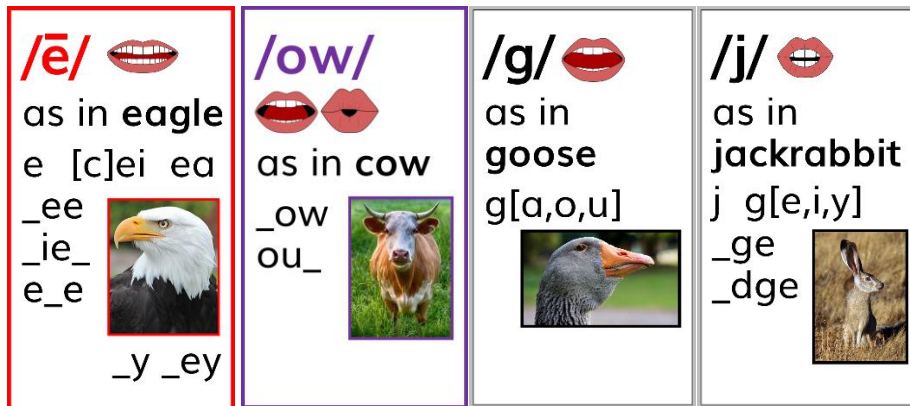 /ē/
as in eagle
e [c]ei ea
_ee
_ie_
e_e
_y _ey
/ow/
as in cow
_ow
ou_
/g/
as in
goose
g[a,o,u]
/j/
as in
jackrabbit
j g[e,i,y]
_ge
_dge